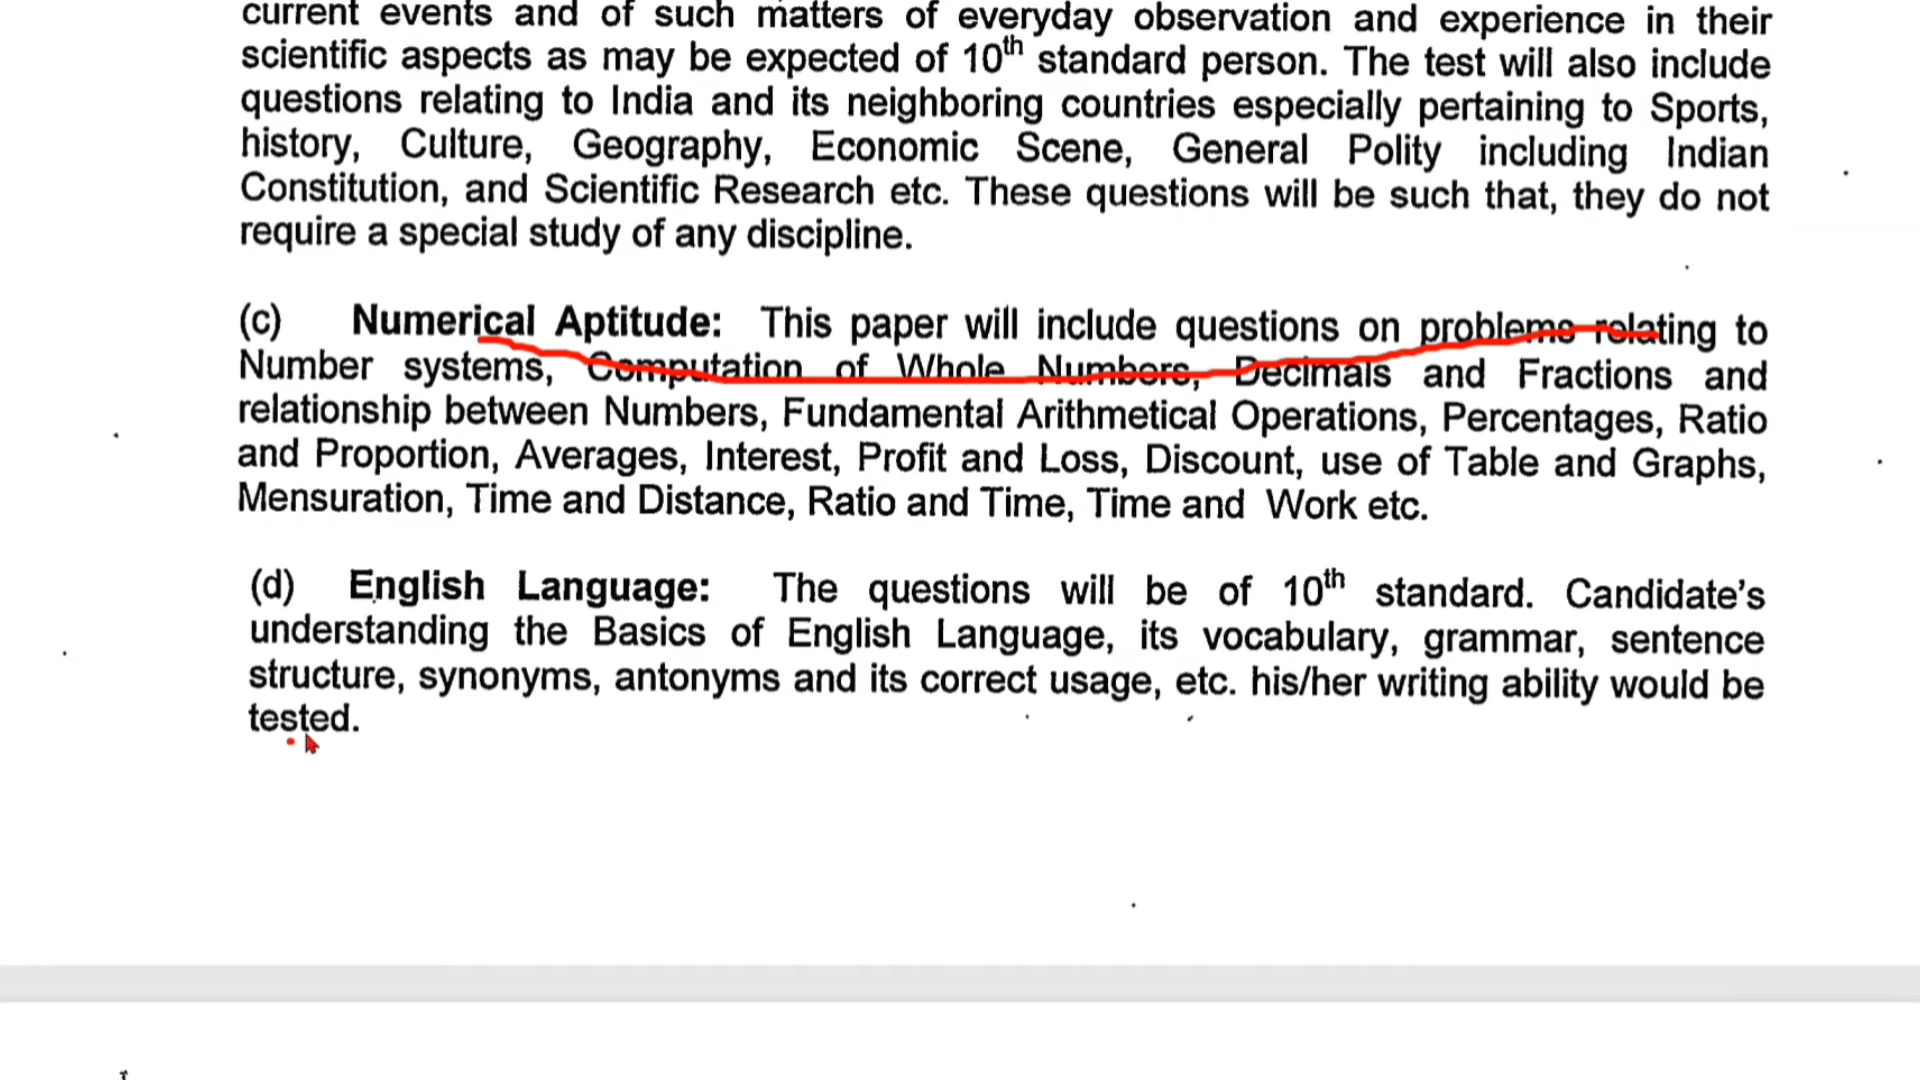 current events and of such matters of everyday observation and experience in their
scientific aspects as may be expected of 10th standard person. The test will also include
questions relating to India and its neighboring countries especially pertaining to Sports,
history, Culture, Geography, Economic Scene, General Polity including Indian
Constitution, and Scientific Research etc. These questions will be such that, they do not
require a special study of any discipline.
(c) Numerical Aptitude: This paper will include questions on problems relating to
Number systems, Computation of Whole Numbers, Decimals and Fractions and
relationship between Numbers, Fundamental Arithmetical Operations, Percentages, Ratio
and Proportion, Averages, Interest, Profit and Loss, Discount, use of Table and Graphs,
Mensuration, Time and Distance, Ratio and Time, Time and Work etc.
(d) English Language: The questions will be of 10th standard. Candidate's
understanding the Basics of English Language, its vocabulary, grammar, sentence
structure, synonyms, antonyms and its correct usage, etc. his/her writing ability would be
tested.